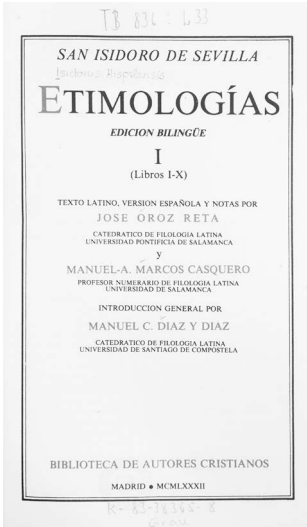 TB 836 : L33
SAN ISIDORO DE SEVILLA
Isidorus Hispalensis
ETIMOLOGÍAS
EDICION BILINGÜE
I
(Libros I-X)
TEXTO LATINO, VERSION ESPAÑOLA Y NOTAS POR
JOSE OROZ RETA
CATEDRATICO DE FILOLOGIA LATINA
UNIVERSIDAD PONTIFICIA DE SALAMANCA
y
MANUEL-A. MARCOS CASQUERO
PROFESOR NUMERARIO DE FILOLOGIA LATINA
UNIVERSIDAD DE SALAMANCA
INTRODUCCION GENERAL POR
MANUEL C. DIAZ Y DIAZ
CATEDRATICO DE FILOLOGIA LATINA
UNIVERSIDAD DE SANTIAGO DE COMPOSTELA
BIBLIOTECA DE AUTORES CRISTIANOS
MADRID • MCMLXXXII